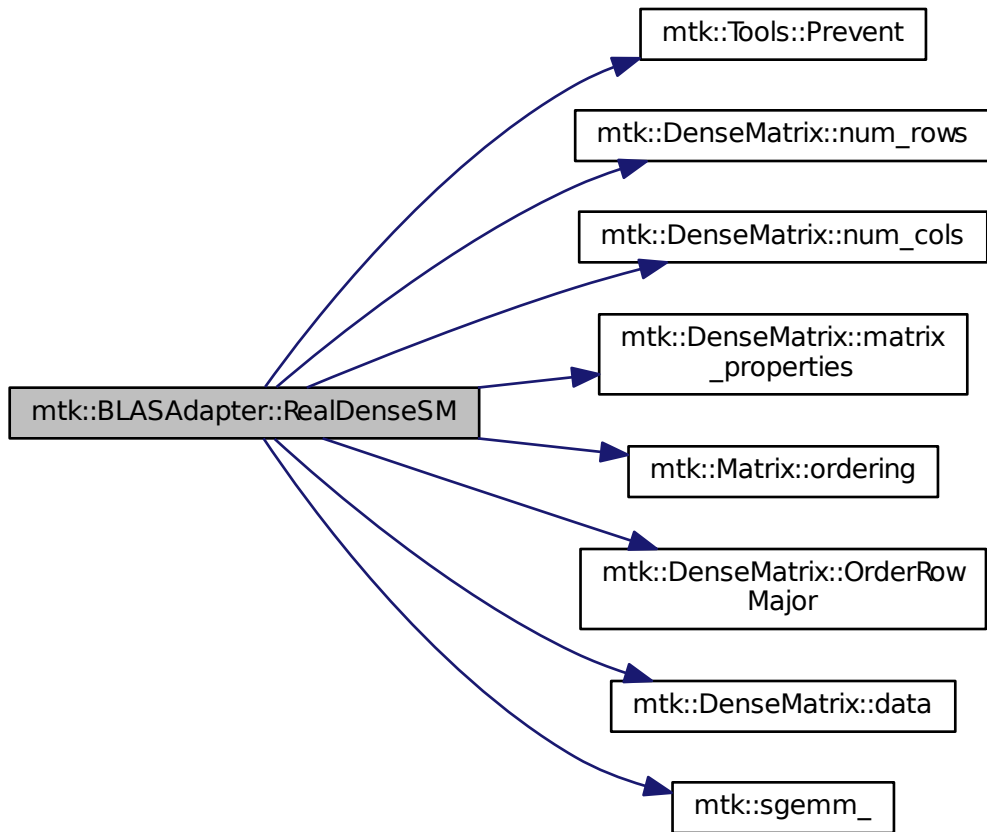 mtk::Tools::Prevent
mtk::DenseMatrix::num_rows
mtk::DenseMatrix::num_cols
mtk::DenseMatrix::matrix
_properties
mtk::BLASAdapter::RealDenseSM
mtk::Matrix::ordering
mtk::DenseMatrix::OrderRow
Major
mtk::DenseMatrix::data
mtk::sgemm_